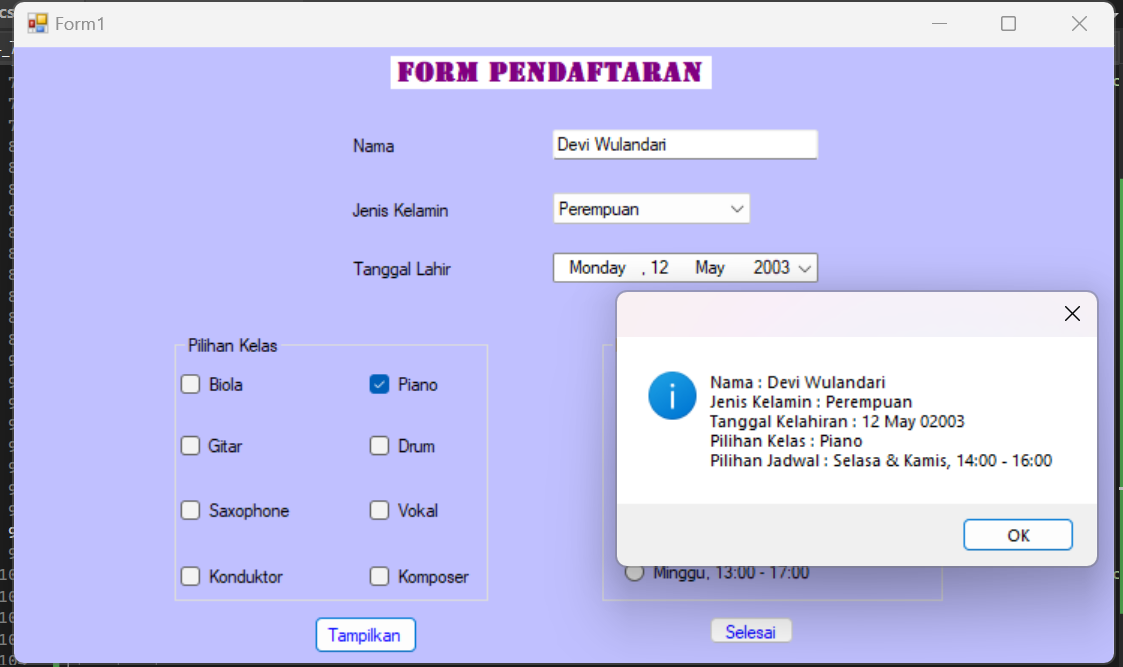 Form1
FORM PENDAFTARAN
Nama
Devi Wulandari
Jenis Kelamin
Perempuan
Tanggal Lahir
Monday , 12 May 2003
Pilihan Kelas
Biola
Piano
Gitar
Drum
Saxophone
Vokal
Konduktor
Komposer
Nama : Devi Wulandari
Jenis Kelamin : Perempuan
Tanggal Kelahiran : 12 May 02003
Pilihan Kelas : Piano
Pilihan Jadwal : Selasa & Kamis, 14:00 - 16:00
OK
Minggu, 13:00 - 17:00
Tampilkan
Selesai